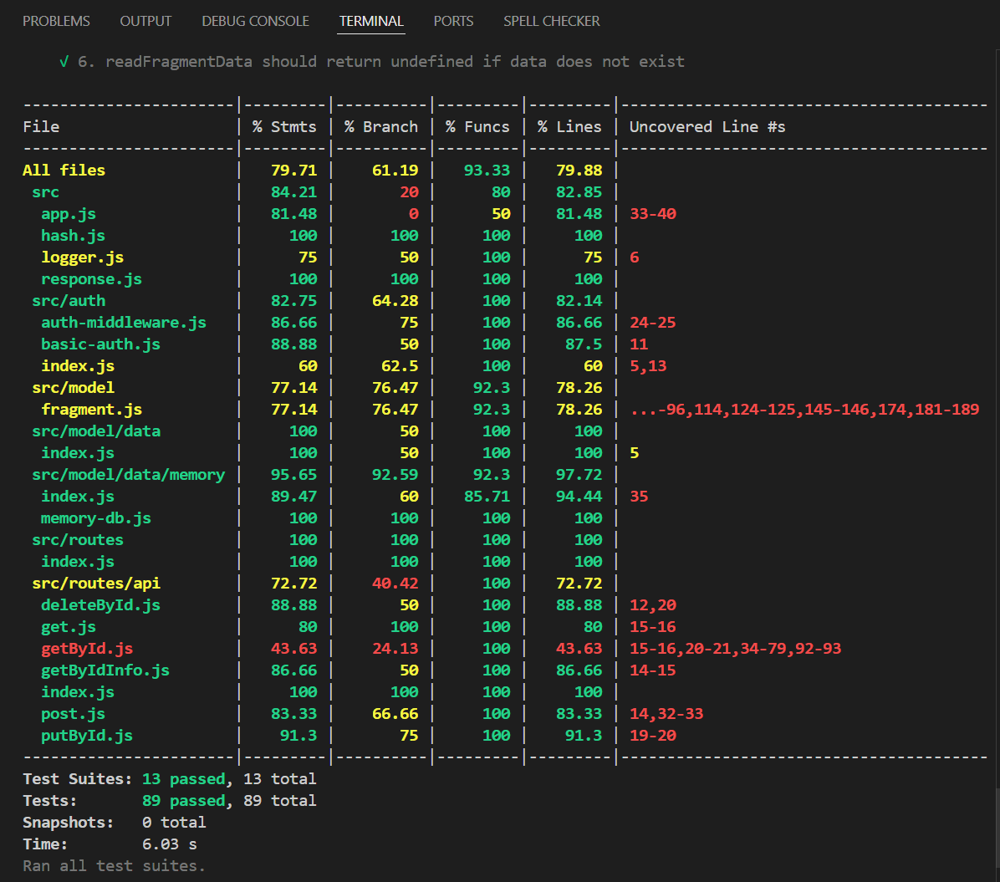 PROBLEMS OUTPUT DEBUG CONSOLE TERMINAL PORTS SPELL CHECKER
√ 6. readFragmentData should return undefined if data does not exist
-----------------------|---------|----------|---------|---------|----------------------------------------
File                   | % Stmts | % Branch | % Funcs | % Lines | Uncovered Line #s
-----------------------|---------|----------|---------|---------|----------------------------------------
All files              |   79.71 |    61.19 |   93.33 |   79.88 |
 src                   |   84.21 |       20 |      80 |   82.85 |
  app.js               |   81.48 |        0 |      50 |   81.48 | 33-40
  hash.js              |     100 |      100 |     100 |     100 |
  logger.js            |      75 |       50 |     100 |      75 | 6
  response.js          |     100 |      100 |     100 |     100 |
 src/auth              |   82.75 |    64.28 |     100 |   82.14 |
  auth-middleware.js   |   86.66 |       75 |     100 |   86.66 | 24-25
  basic-auth.js        |   88.88 |       50 |     100 |    87.5 | 11
  index.js             |      60 |     62.5 |     100 |      60 | 5,13
 src/model             |   77.14 |    76.47 |    92.3 |   78.26 |
  fragment.js          |   77.14 |    76.47 |    92.3 |   78.26 | ...-96,114,124-125,145-146,174,181-189
 src/model/data        |     100 |       50 |     100 |     100 |
  index.js             |     100 |       50 |     100 |     100 | 5
 src/model/data/memory |   95.65 |    92.59 |    92.3 |   97.72 |
  index.js             |   89.47 |       60 |   85.71 |   94.44 | 35
  memory-db.js         |     100 |      100 |     100 |     100 |
 src/routes            |     100 |      100 |     100 |     100 |
  index.js             |     100 |      100 |     100 |     100 |
 src/routes/api        |   72.72 |    40.42 |     100 |   72.72 |
  deleteById.js        |   88.88 |       50 |     100 |   88.88 | 12,20
  get.js               |      80 |      100 |     100 |      80 | 15-16
  getById.js           |   43.63 |    24.13 |     100 |   43.63 | 15-16,20-21,34-79,92-93
  getByIdInfo.js       |   86.66 |       50 |     100 |   86.66 | 14-15
  index.js             |     100 |      100 |     100 |     100 |
  post.js              |   83.33 |    66.66 |     100 |   83.33 | 14,32-33
  putById.js           |    91.3 |       75 |     100 |    91.3 | 19-20
-----------------------|---------|----------|---------|---------|----------------------------------------
Test Suites: 13 passed, 13 total
Tests:       89 passed, 89 total
Snapshots:   0 total
Time:        6.03 s
Ran all test suites.